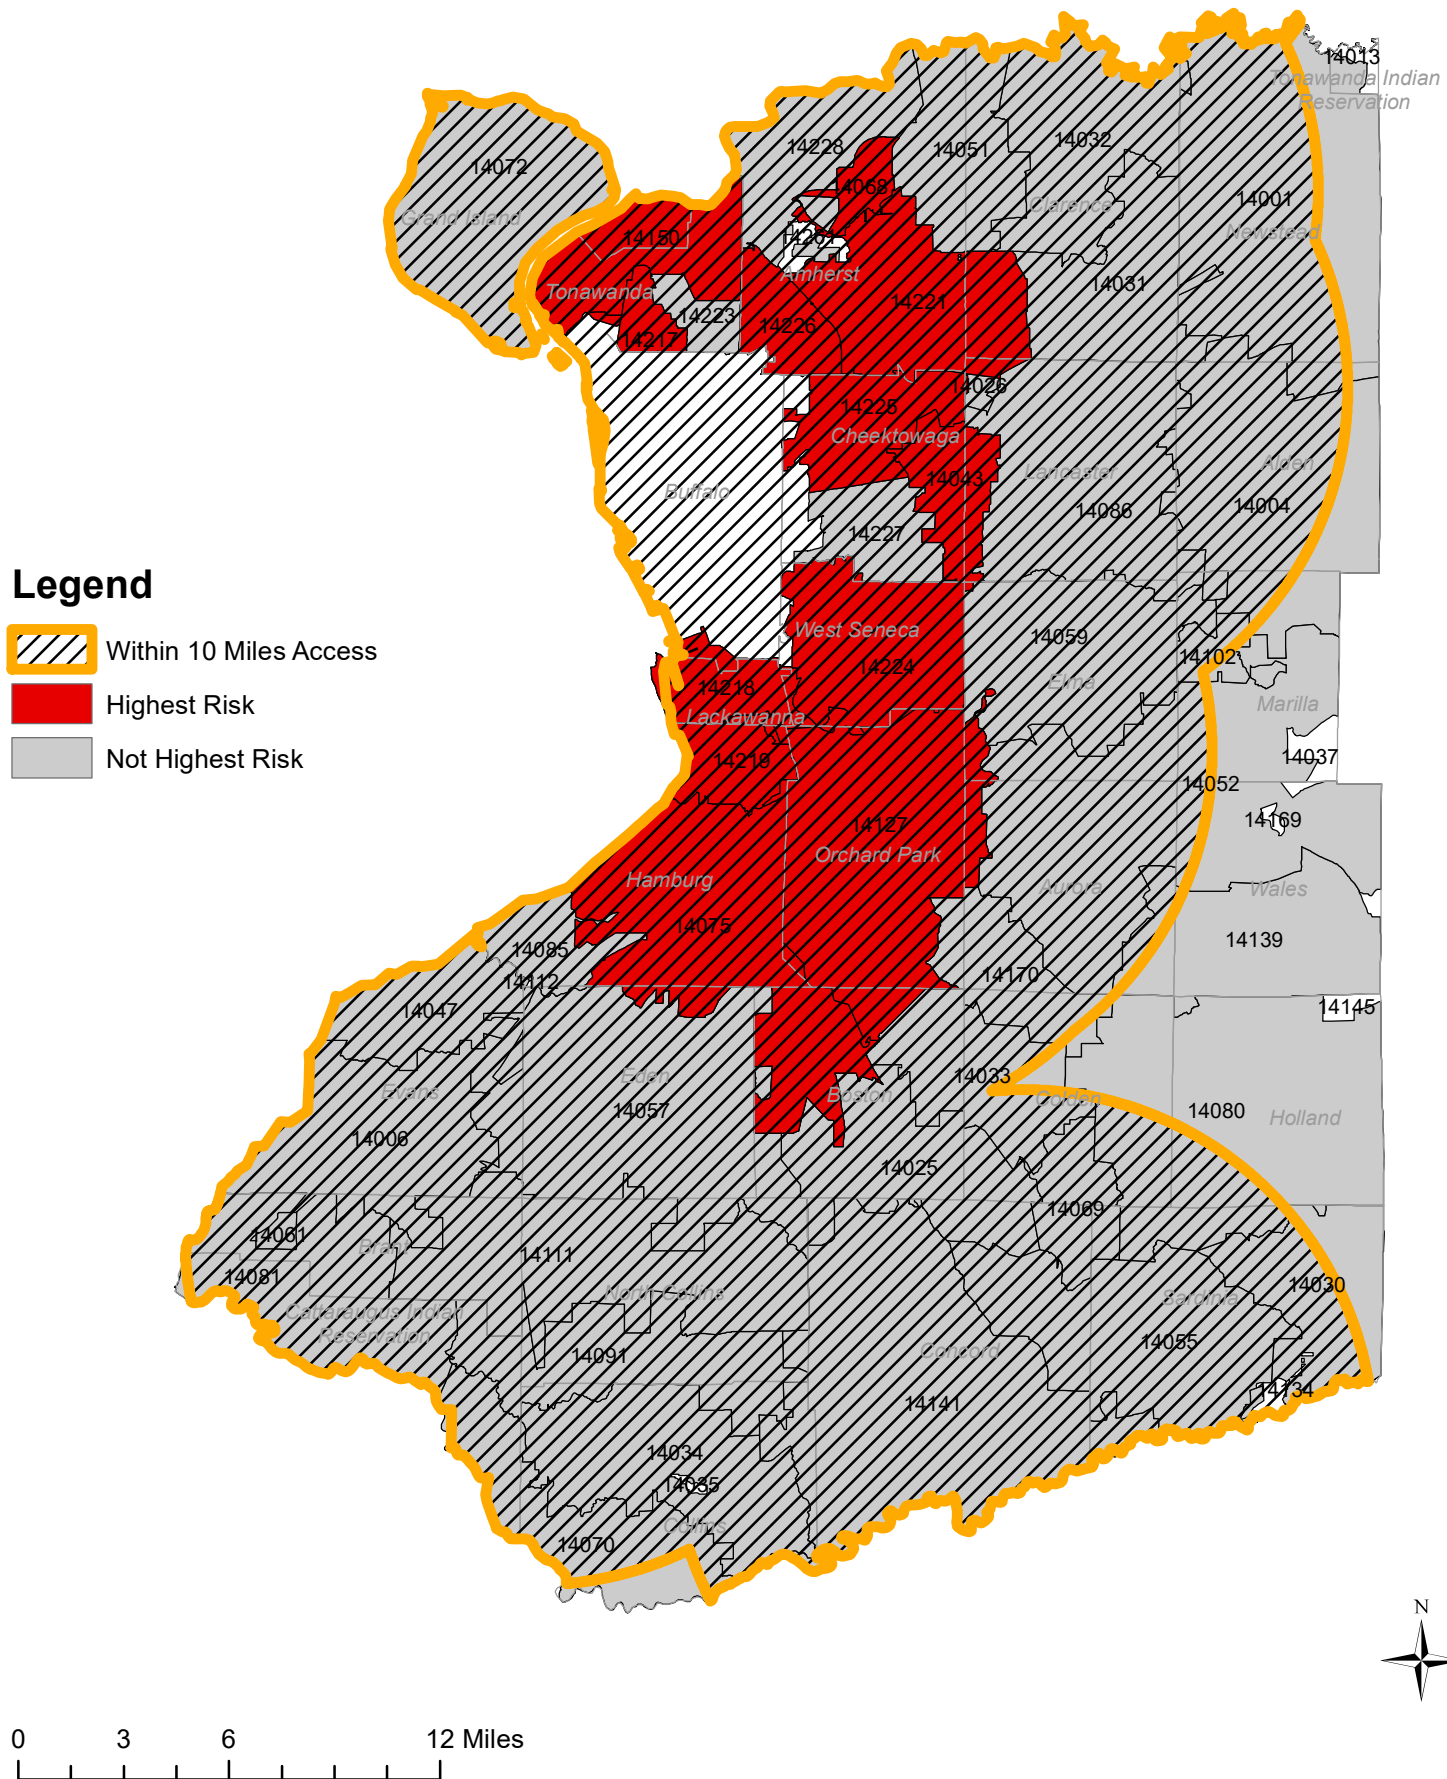 14013
Tonawanda Indian
Reservation
14228
14051
14032
14072
14068
14001
Grand Island
Clarence
Newstead
14150
14261
Amherst
14031
Tonawanda
14221
14223
14226
14217
14026
14225
Cheektowaga
Alden
Lancaster
14043
Buffalo
14004
14086
14227
Legend
Within 10 Miles Access
Highest Risk
Not Highest Risk
West Seneca
14059
14102
14224
Elma
14218
Marilla
Lackawanna
14037
14219
14052
14169
14127
Orchard Park
Hamburg
Aurora
Wales
14075
14139
14085
14170
14112
14145
14047
Eden
14033
Evans
Boston
Colden
14057
14080
Holland
14006
14025
14069
14061
Brant
14111
14081
14030
North Collins
Sardinia
Cattaraugus Indian
Reservation
14055
Concord
14091
14134
14141
14034
14035
Collins
14070
N
0 3 6 12 Miles